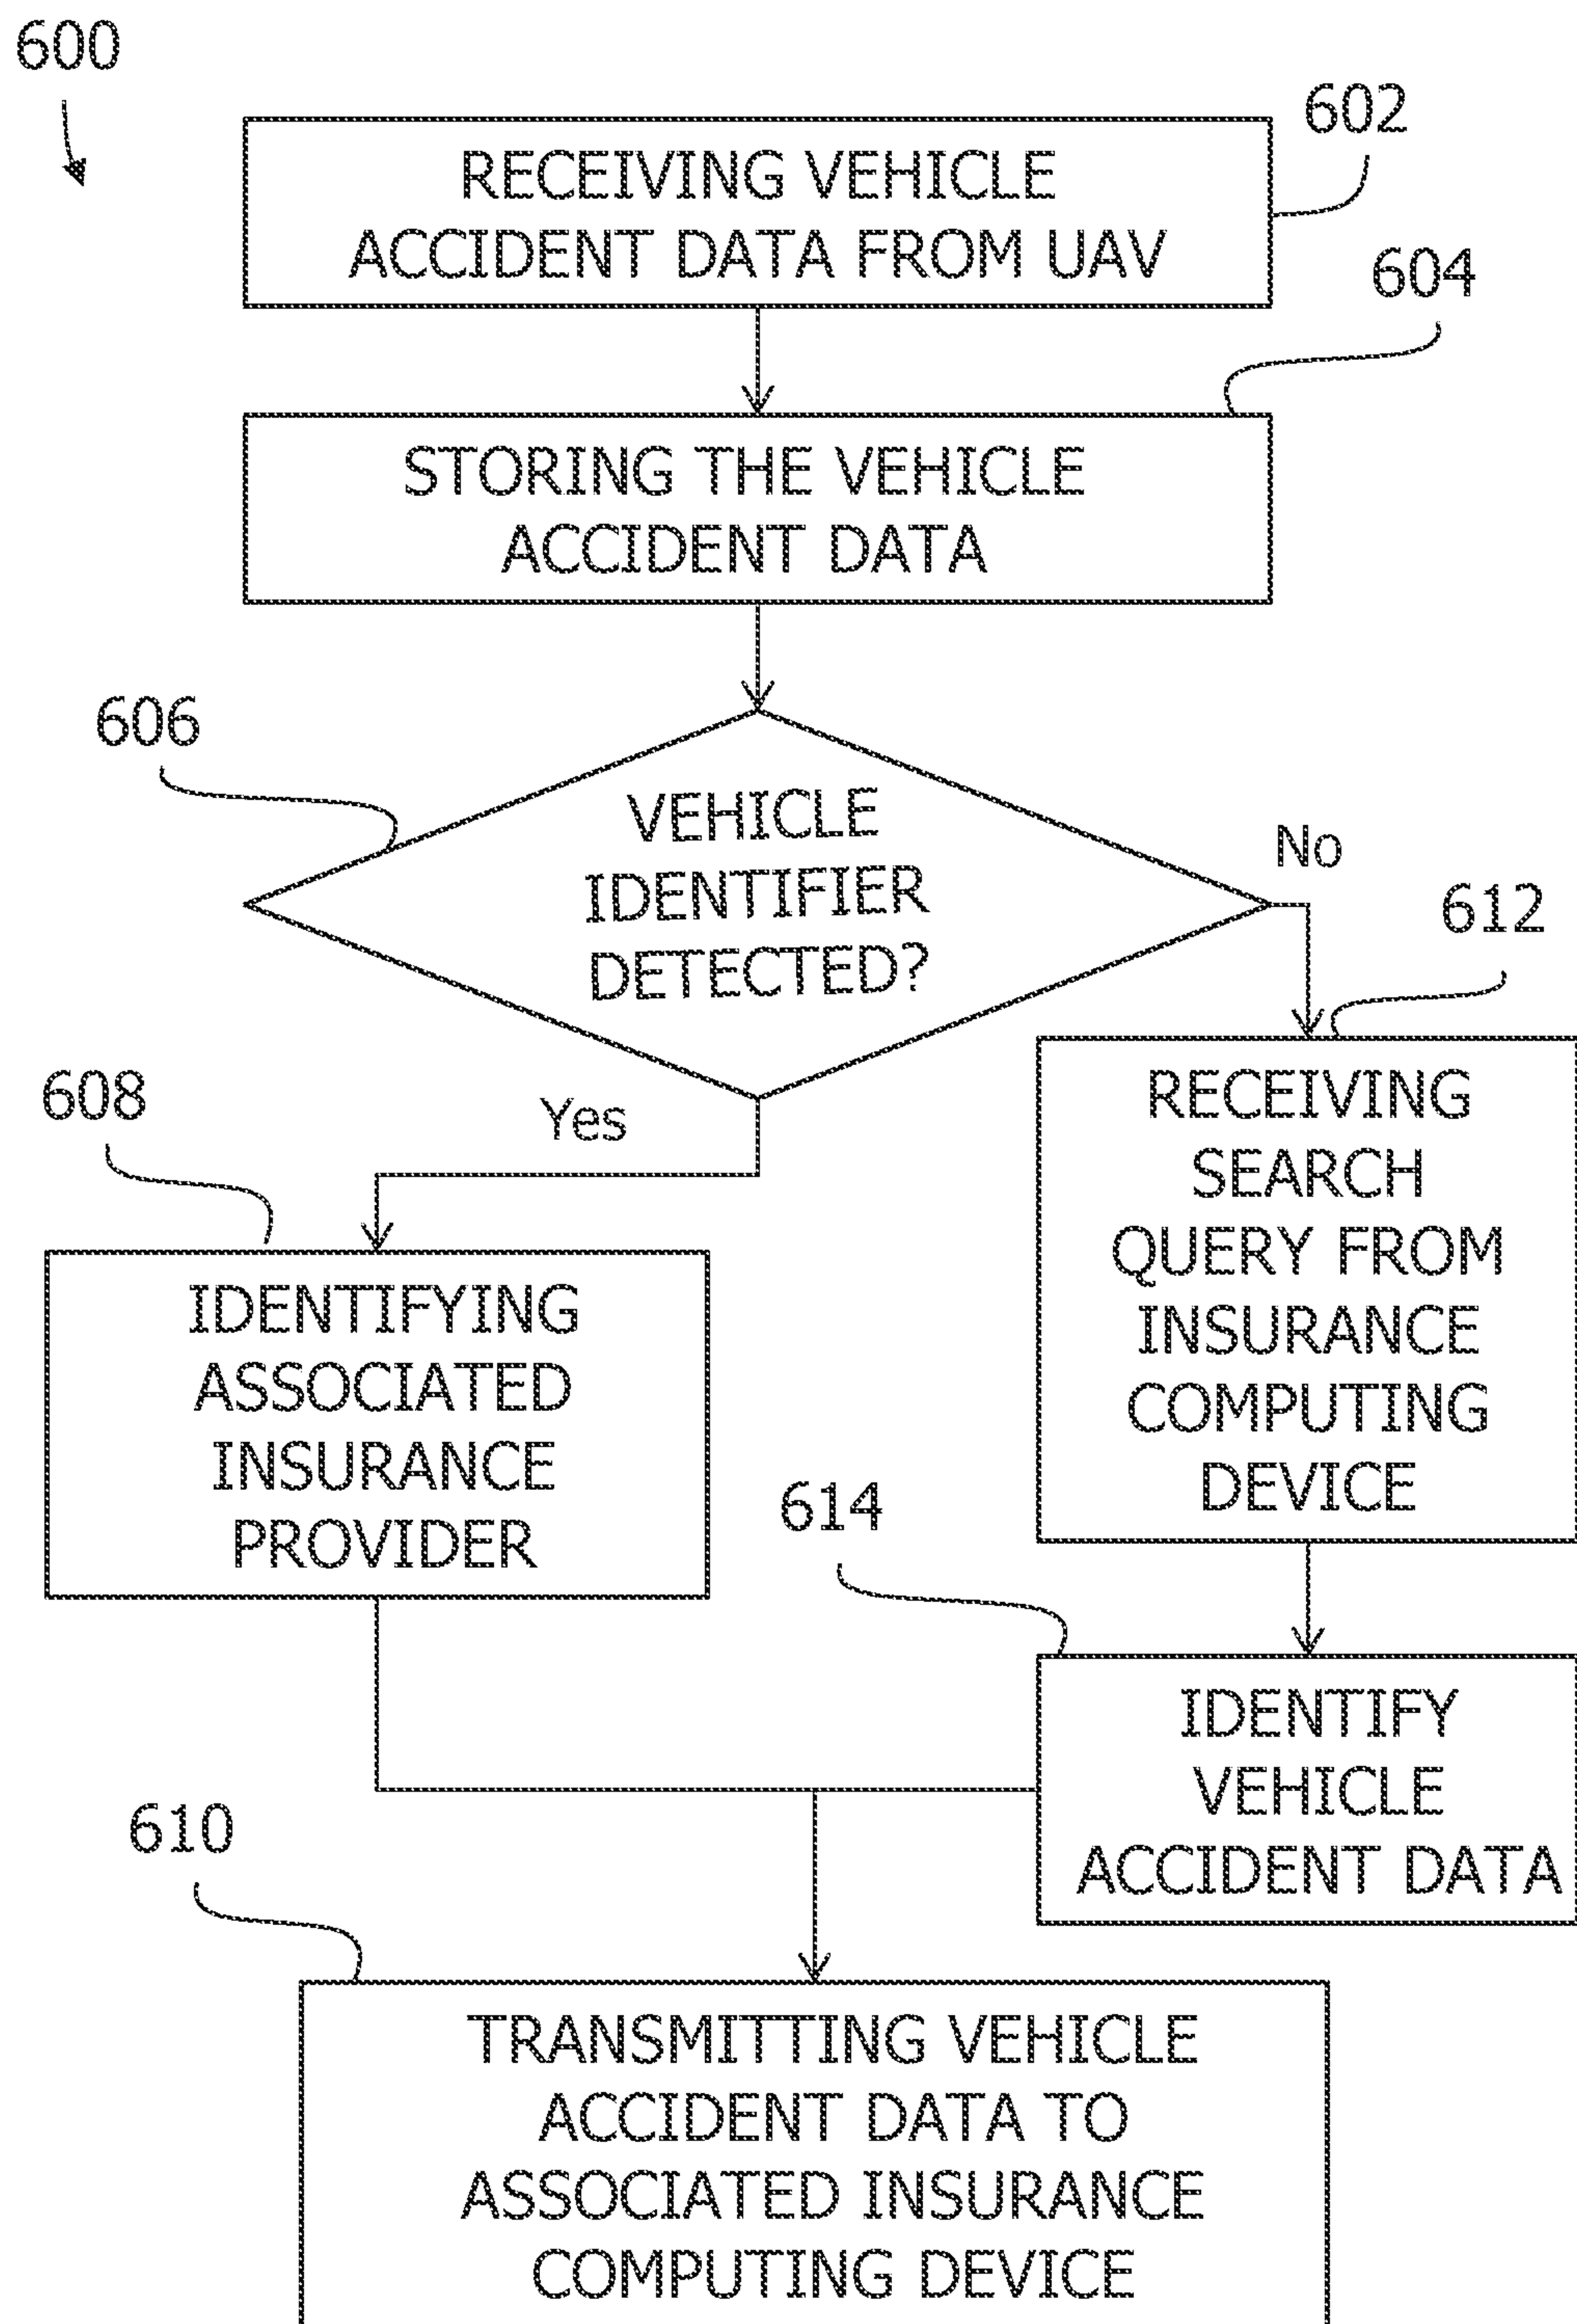 600
602
RECEIVING VEHICLE
ACCIDENT DATA FROM UAV
604
STORING THE VEHICLE
ACCIDENT DATA
606
VEHICLE
IDENTIFIER
DETECTED?
No
612
RECEIVING
SEARCH
QUERY FROM
INSURANCE
COMPUTING
DEVICE
Yes
608
IDENTIFYING
ASSOCIATED
INSURANCE
PROVIDER
614
IDENTIFY
VEHICLE
ACCIDENT DATA
610
TRANSMITTING VEHICLE
ACCIDENT DATA TO
ASSOCIATED INSURANCE
COMPUTING DEVICE